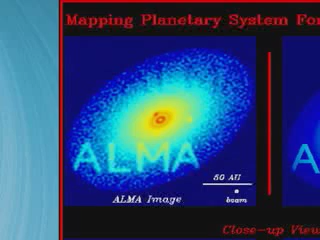 Mapping Planetary System For
ALMA
A
50 AU
beam
ALMA Image
Close-up View